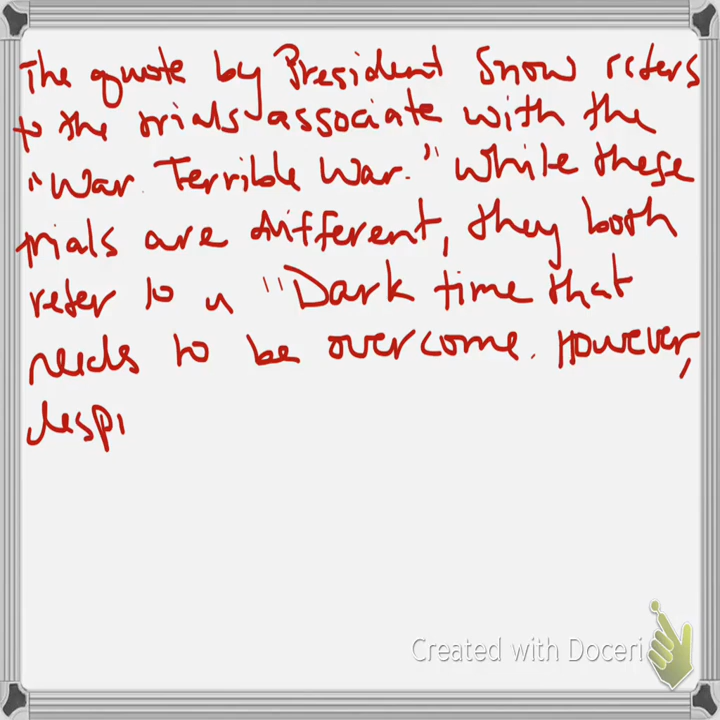 The quote by President Snow refers
to the trials associate with the
"War. Terrible War." While these
trials are different, they both
refer to a "Dark time that
needs to be overcome. However,
despi
Created with Doceri